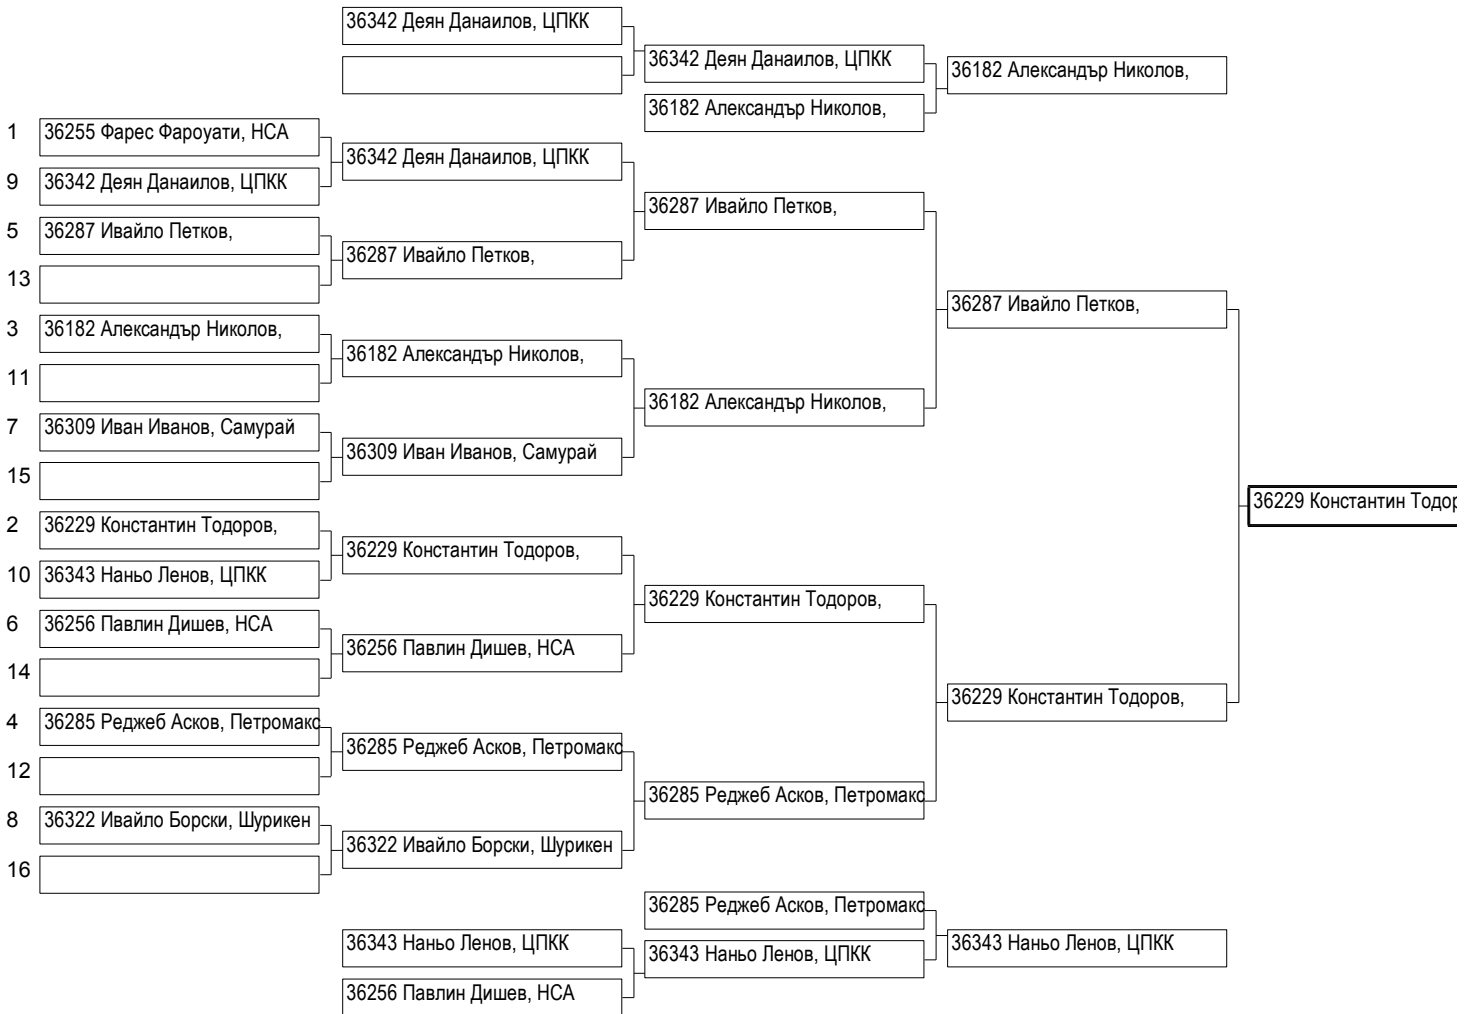 36342 Деян Данаилов, ЦПКК
36342 Деян Данаилов, ЦПКК
36182 Александър Николов,
36182 Александър Николов,
1 36255 Фарес Фароуати, НСА
36342 Деян Данаилов, ЦПКК
9 36342 Деян Данаилов, ЦПКК
36287 Ивайло Петков,
5 36287 Ивайло Петков,
36287 Ивайло Петков,
13
36287 Ивайло Петков,
3 36182 Александър Николов,
36182 Александър Николов,
11
36182 Александър Николов,
7 36309 Иван Иванов, Самурай
36309 Иван Иванов, Самурай
15
36229 Константин Тодор
2 36229 Константин Тодоров,
36229 Константин Тодоров,
10 36343 Наньо Ленов, ЦПКК
36229 Константин Тодоров,
6 36256 Павлин Дишев, НСА
36256 Павлин Дишев, НСА
14
36229 Константин Тодоров,
4 36285 Реджеб Асков, Петромакс
36285 Реджеб Асков, Петромакс
12
36285 Реджеб Асков, Петромакс
8 36322 Ивайло Борски, Шурикен
36322 Ивайло Борски, Шурикен
16
36285 Реджеб Асков, Петромакс
36343 Наньо Ленов, ЦПКК
36343 Наньо Ленов, ЦПКК
36343 Наньо Ленов, ЦПКК
36256 Павлин Дишев, НСА